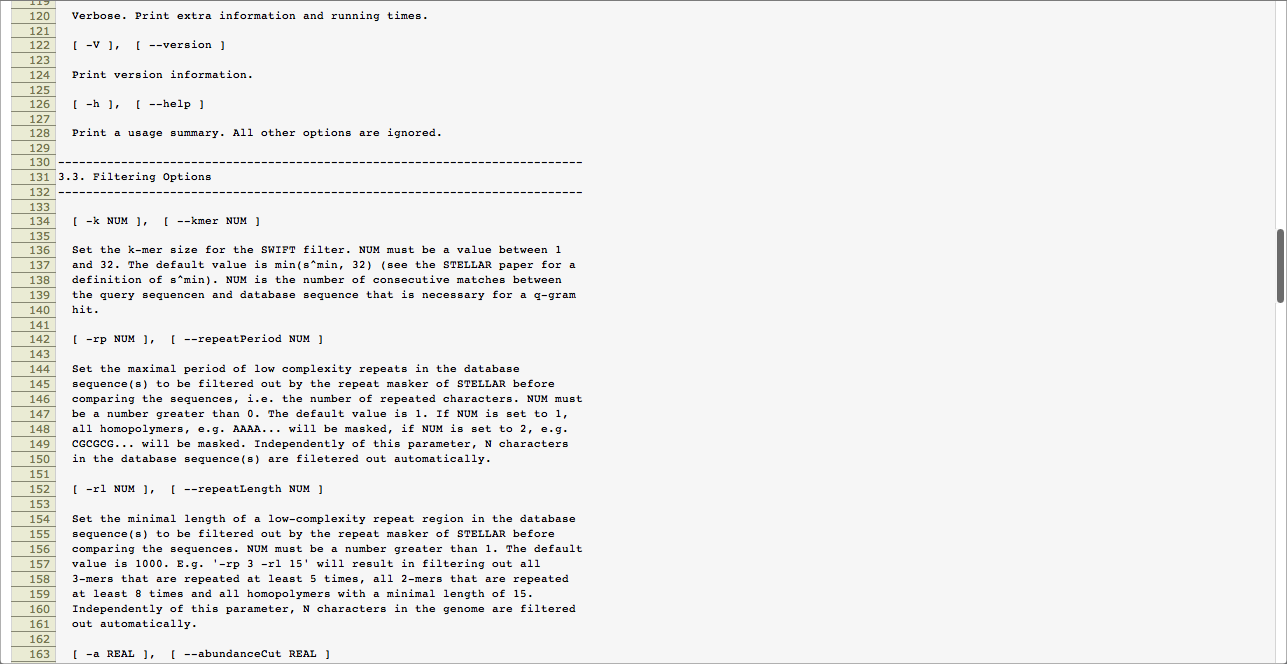 119
120 Verbose. Print extra information and running times.
121
122 [ -V ],  [ --version ]
123
124 Print version information.
125
126 [ -h ],  [ --help ]
127
128 Print a usage summary. All other options are ignored.
129
130 ---------------------------------------------------------------------------
131 3.3. Filtering Options
132 ---------------------------------------------------------------------------
133
134 [ -k NUM ],  [ --kmer NUM ]
135
136 Set the k-mer size for the SWIFT filter. NUM must be a value between 1
137 and 32. The default value is min(s^min, 32) (see the STELLAR paper for a
138 definition of s^min). NUM is the number of consecutive matches between
139 the query sequencen and database sequence that is necessary for a q-gram
140 hit.
141
142 [ -rp NUM ],  [ --repeatPeriod NUM ]
143
144 Set the maximal period of low complexity repeats in the database
145 sequence(s) to be filtered out by the repeat masker of STELLAR before
146 comparing the sequences, i.e. the number of repeated characters. NUM must
147 be a number greater than 0. The default value is 1. If NUM is set to 1,
148 all homopolymers, e.g. AAAA... will be masked, if NUM is set to 2, e.g.
149 CGCGCG... will be masked. Independently of this parameter, N characters
150 in the database sequence(s) are filetered out automatically.
151
152 [ -rl NUM ],  [ --repeatLength NUM ]
153
154 Set the minimal length of a low-complexity repeat region in the database
155 sequence(s) to be filtered out by the repeat masker of STELLAR before
156 comparing the sequences. NUM must be a number greater than 1. The default
157 value is 1000. E.g. '-rp 3 -rl 15' will result in filtering out all
158 3-mers that are repeated at least 5 times, all 2-mers that are repeated
159 at least 8 times and all homopolymers with a minimal length of 15.
160 Independently of this parameter, N characters in the genome are filtered
161 out automatically.
162
163 [ -a REAL ],  [ --abundanceCut REAL ]